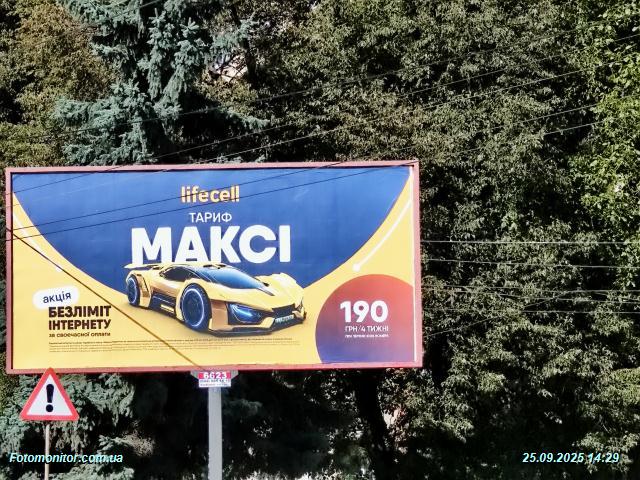 lifecell
ТАРИФ
МАКСІ
акція
БЕЗЛІМІТ
ІНТЕРНЕТУ
за своєчасної оплати
190
ГРН/4 ТИЖНІ
6623
Fotomonitor.com.ua
25.09.2025 14:29